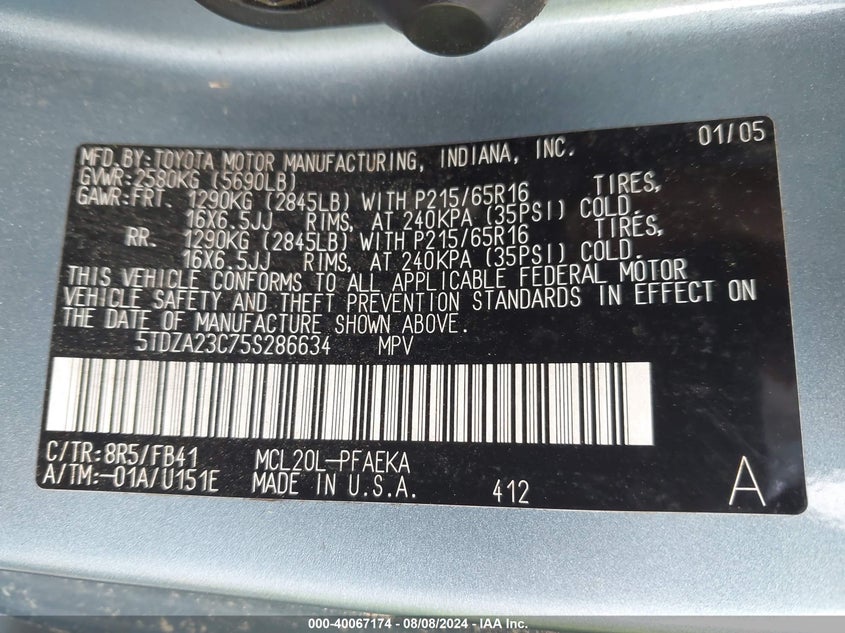 01/05
MFD.BY:TOYOTA MOTOR MANUFACTURING, INDIANA, INC.
GVWR:2580KG (5690LB)
GAWR:FRT. 1290KG (2845LB) WITH P215/65R16 TIRES,
16X6.5JJ RIMS, AT 240KPA (35PSI) COLD.
RR. 1290KG (2845LB) WITH P215/65R16 TIRES,
16X6.5JJ RIMS, AT 240KPA (35PSI) COLD.
THIS VEHICLE CONFORMS TO ALL APPLICABLE FEDERAL MOTOR
VEHICLE SAFETY AND THEFT PREVENTION STANDARDS IN EFFECT ON
THE DATE OF MANUFACTURE SHOWN ABOVE.
5TDZA23C75S286634 MPV
C/TR:8R5/FB41 MCL20L-PFAEKA
A/TM:-01A/U151E MADE IN U.S.A. 412 A
000-40067174 - 08/08/2024 - IAA Inc.